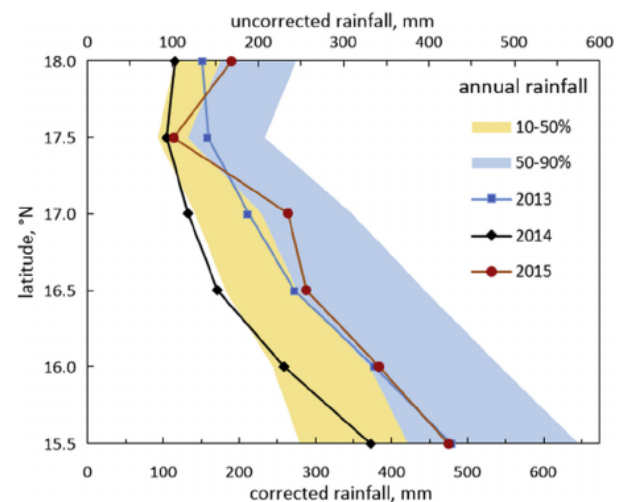 uncorrected rainfall, mm
0 100 200 300 400 500 600
18.0
17.5
17.0
16.5
16.0
15.5
latitude, °N
annual rainfall
10-50%
50-90%
2013
2014
2015
0 100 200 300 400 500 600
corrected rainfall, mm